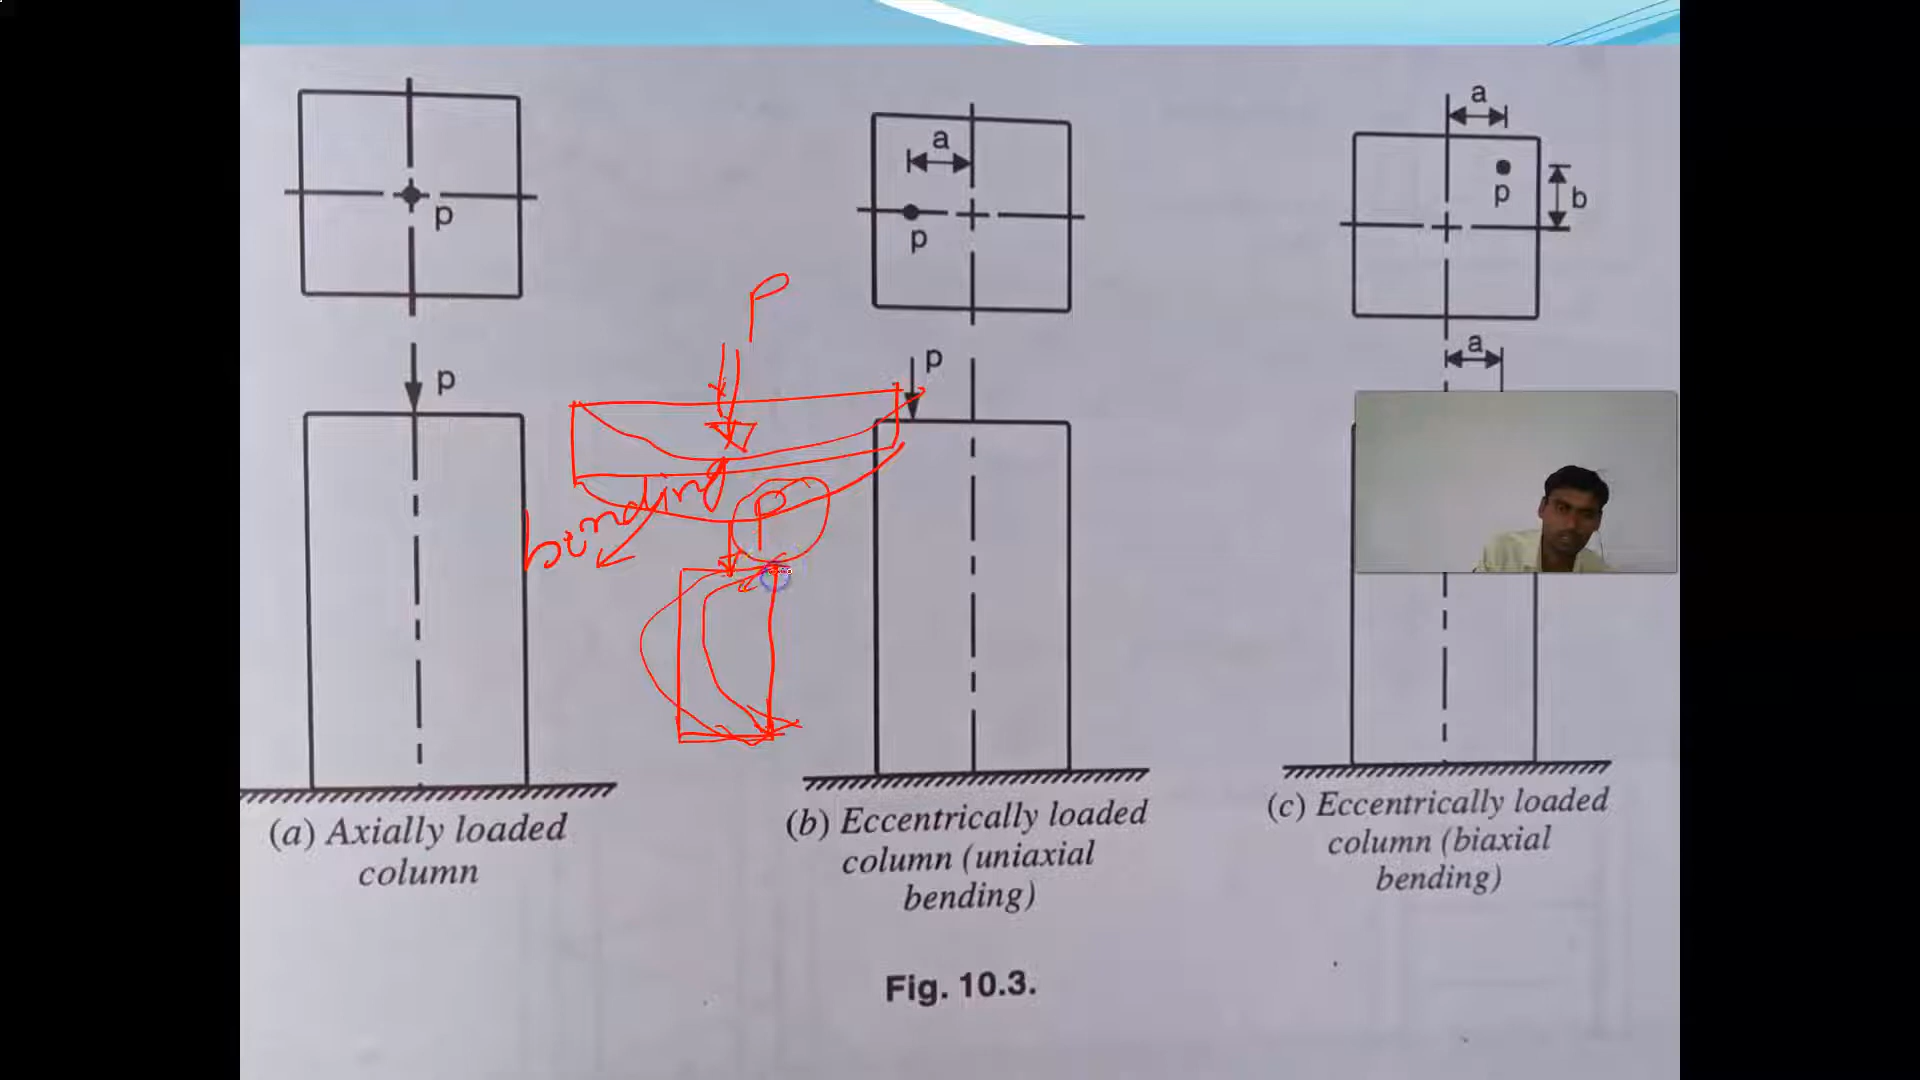 p
p
a
p
p
a
p
b
a
P
bending
P
(a) Axially loaded
column
(b) Eccentrically loaded
column (uniaxial
bending)
(c) Eccentrically loaded
column (biaxial
bending)
Fig. 10.3.